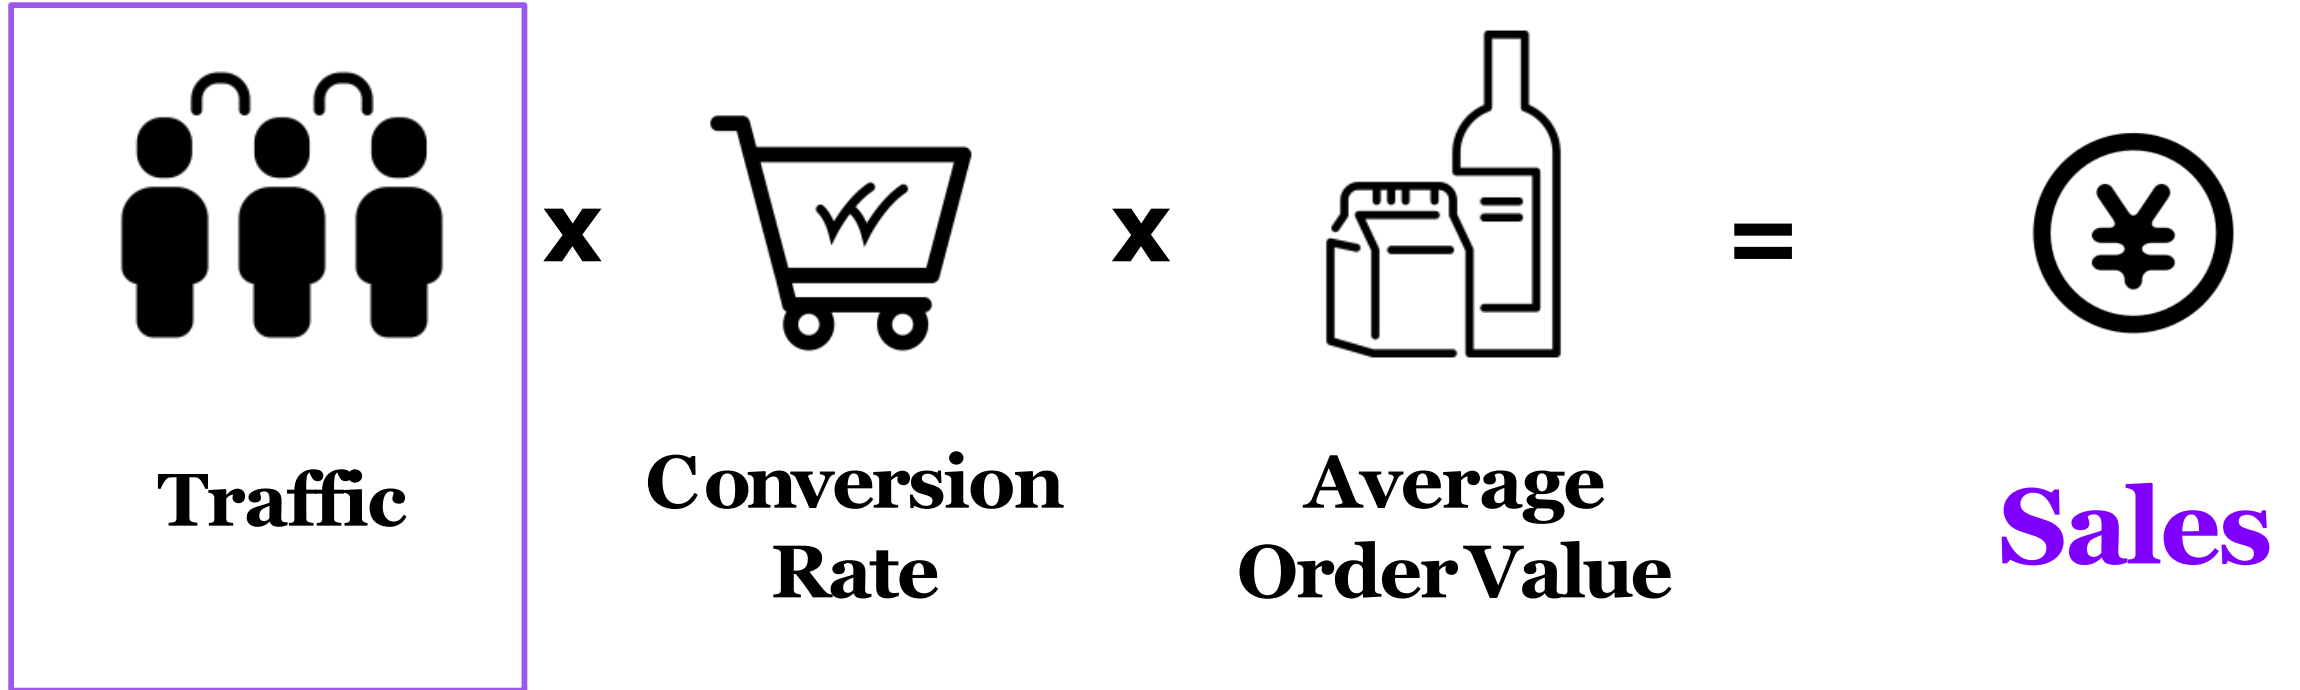 x
x
=
¥
Traffic
Conversion
Rate
Average
Order Value
Sales